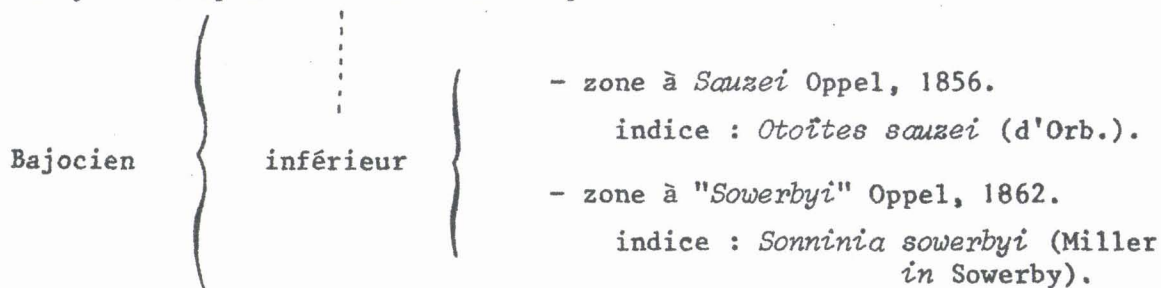 - zone à Sauzei Oppel, 1856.
indice : Otoîtes sauzei (d'Orb.).
Bajocien inférieur
- zone à "Sowerbyi" Oppel, 1862.
indice : Sonninia sowerbyi (Miller
in Sowerby).